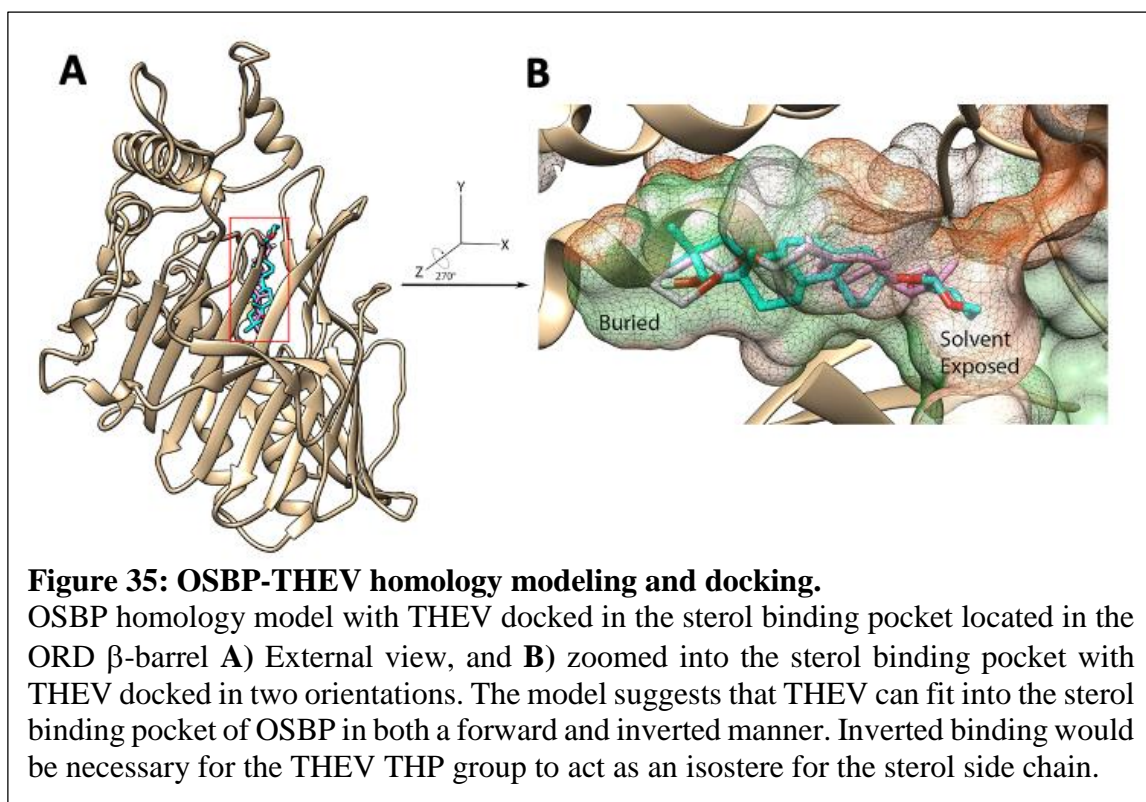 A
B
Y
X
Z
270°
Buried
Solvent
Exposed
Figure 35: OSBP-THEV homology modeling and docking.
OSBP homology model with THEV docked in the sterol binding pocket located in the
ORD β-barrel A) External view, and B) zoomed into the sterol binding pocket with
THEV docked in two orientations. The model suggests that THEV can fit into the sterol
binding pocket of OSBP in both a forward and inverted manner. Inverted binding would
be necessary for the THEV THP group to act as an isostere for the sterol side chain.